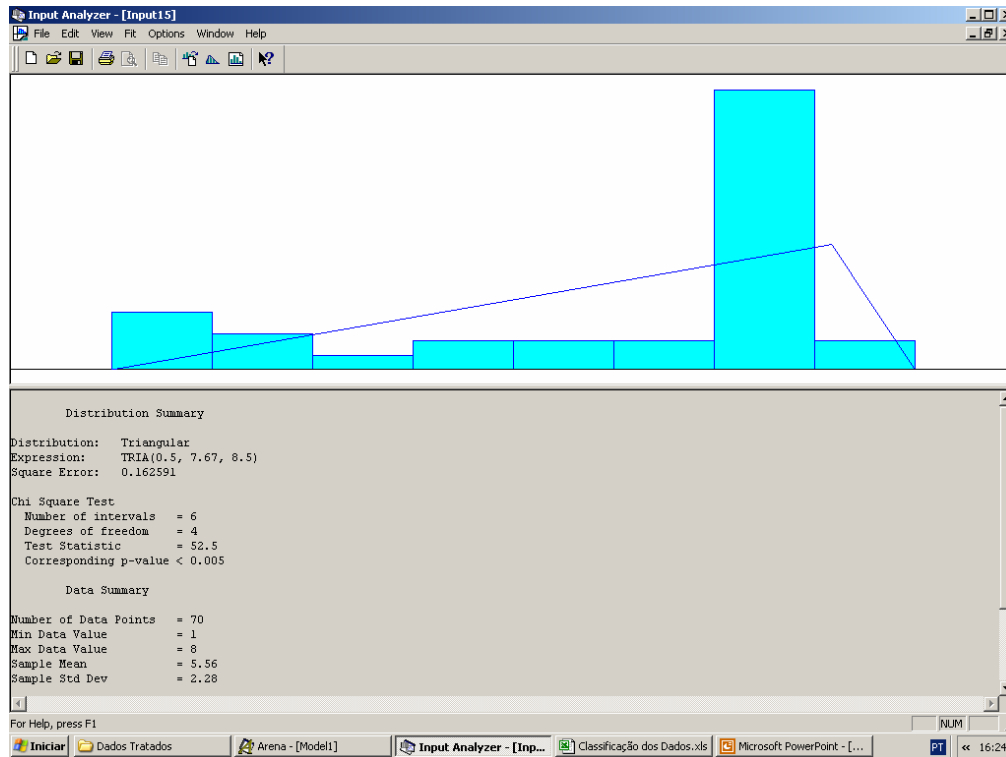 Input Analyzer - [Input15]
File Edit View Fit Options Window Help
Distribution Summary
Distribution: Triangular
Expression: TRIA(0.5, 7.67, 8.5)
Square Error: 0.162591
Chi Square Test
Number of intervals = 6
Degrees of freedom = 4
Test Statistic = 52.5
Corresponding p-value < 0.005
Data Summary
Number of Data Points = 70
Min Data Value = 1
Max Data Value = 8
Sample Mean = 5.56
Sample Std Dev = 2.28
For Help, press F1 NUM
Iniciar Dados Tratados Arena - [Model1] Input Analyzer - [Inp... Classificação dos Dados.xls Microsoft PowerPoint - [... PT « 16:24